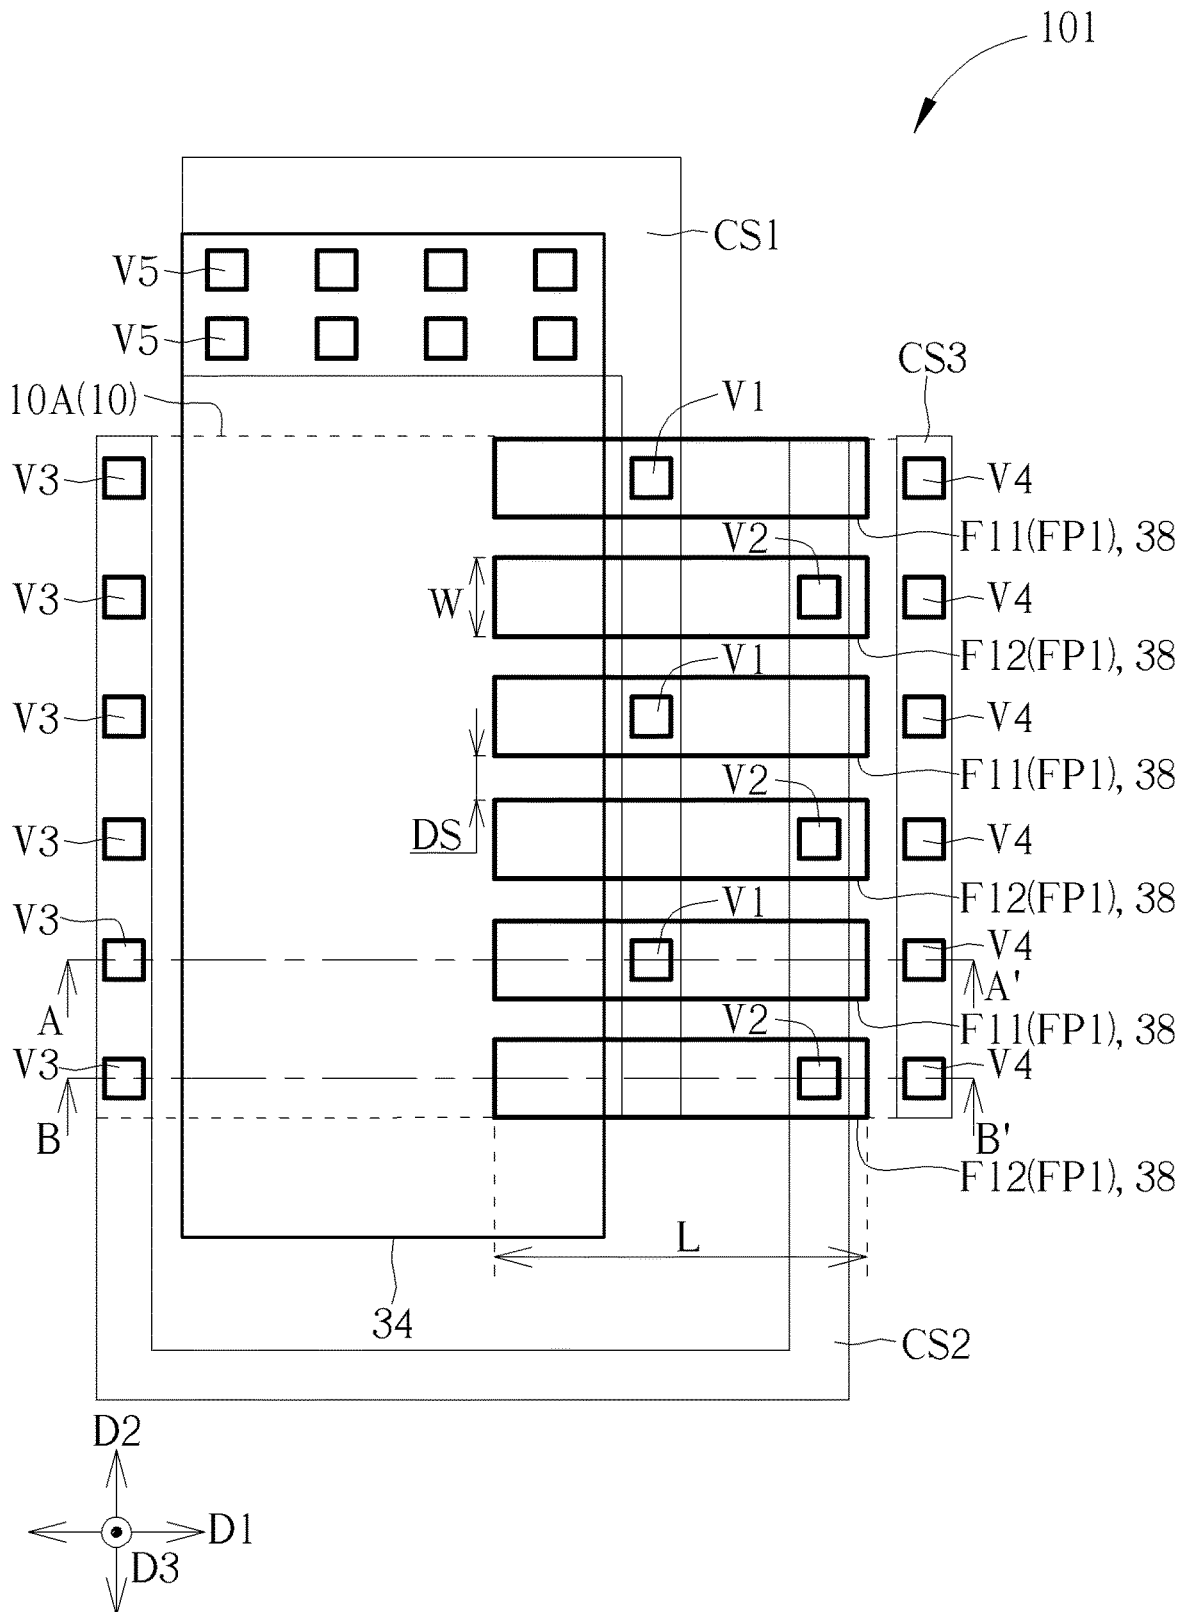 101
CS1
V5
V5
CS3
10A(10)
V1
V3
V4
F11(FP1), 38
V2
V3
W
V4
F12(FP1), 38
V1
V3
V4
F11(FP1), 38
V2
DS
V3
V4
F12(FP1), 38
V1
V3
V4
A
A'
F11(FP1), 38
V2
V3
V4
B
B'
F12(FP1), 38
L
34
CS2
D2
D1
D3